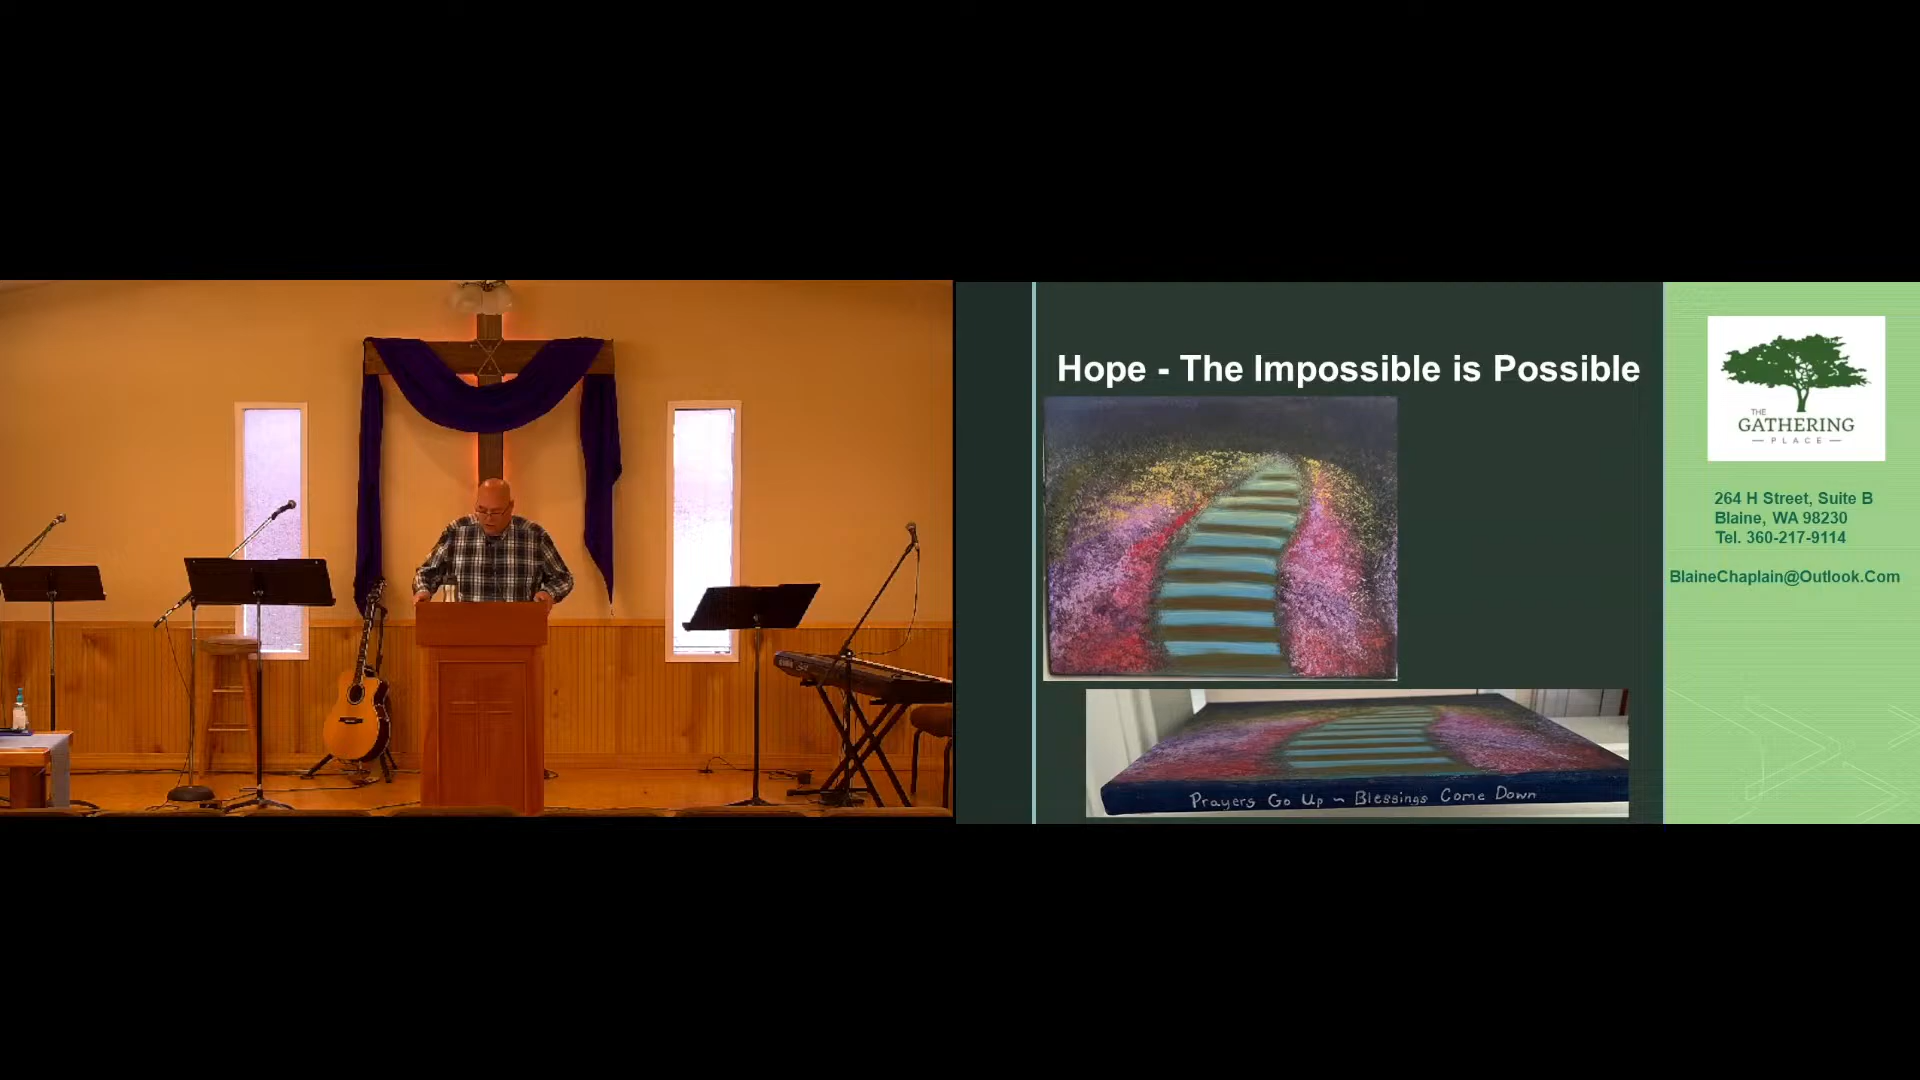 Hope - The Impossible is Possible
Prayers Go Up ~ Blessings Come Down
THE
GATHERING
— PLACE —
264 H Street, Suite B
Blaine, WA 98230
Tel. 360-217-9114
BlaineChaplain@Outlook.Com